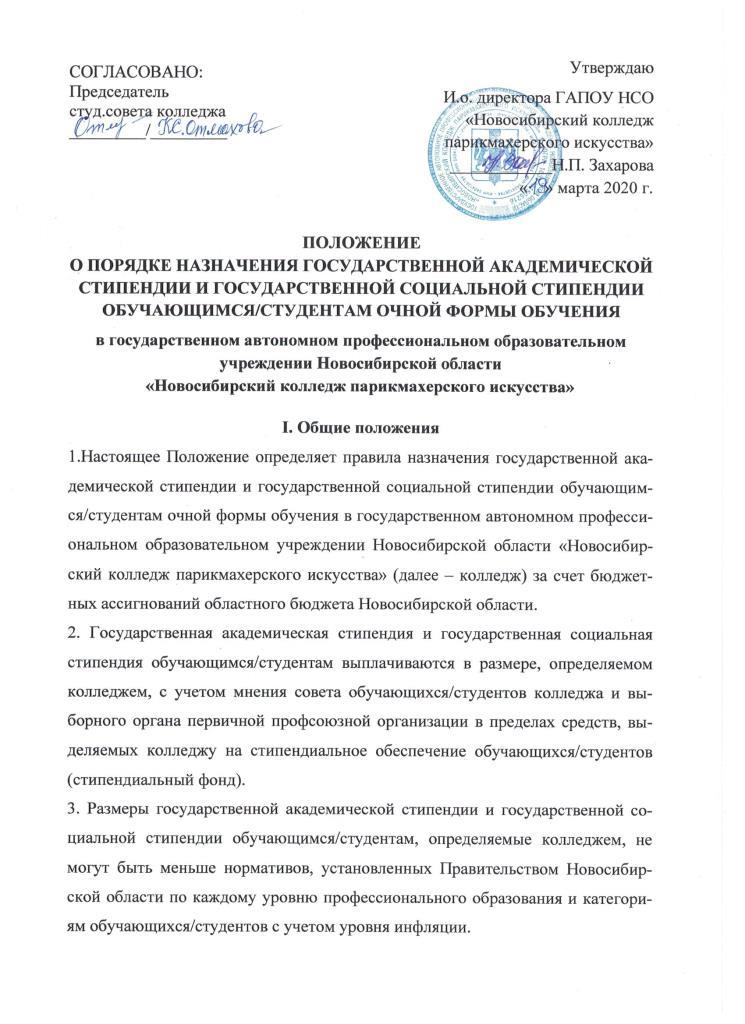 СОГЛАСОВАНО:
Председатель
студ.совета колледжа
/ К.С.
Утверждаю
И.о. директора ГАПОУ НСО
«Новосибирский колледж
парикмахерского искусства»
Н.П. Захарова
«19» марта 2020 г.
ПОЛОЖЕНИЕ
О ПОРЯДКЕ НАЗНАЧЕНИЯ ГОСУДАРСТВЕННОЙ АКАДЕМИЧЕСКОЙ
СТИПЕНДИИ И ГОСУДАРСТВЕННОЙ СОЦИАЛЬНОЙ СТИПЕНДИИ
ОБУЧАЮЩИМСЯ/СТУДЕНТАМ ОЧНОЙ ФОРМЫ ОБУЧЕНИЯ
в государственном автономном профессиональном образовательном
учреждении Новосибирской области
«Новосибирский колледж парикмахерского искусства»
I. Общие положения
1.Настоящее Положение определяет правила назначения государственной ака-
демической стипендии и государственной социальной стипендии обучающим-
ся/студентам очной формы обучения в государственном автономном професси-
ональном образовательном учреждении Новосибирской области «Новосибир-
ский колледж парикмахерского искусства» (далее – колледж) за счет бюджет-
ных ассигнований областного бюджета Новосибирской области.
2. Государственная академическая стипендия и государственная социальная
стипендия обучающимся/студентам выплачиваются в размере, определяемом
колледжем, с учетом мнения совета обучающихся/студентов колледжа и вы-
борного органа первичной профсоюзной организации в пределах средств, вы-
деляемых колледжу на стипендиальное обеспечение обучающихся/студентов
(стипендиальный фонд).
3. Размеры государственной академической стипендии и государственной со-
циальной стипендии обучающимся/студентам, определяемые колледжем, не
могут быть меньше нормативов, установленных Правительством Новосибир-
ской области по каждому уровню профессионального образования и категори-
ям обучающихся/студентов с учетом уровня инфляции.